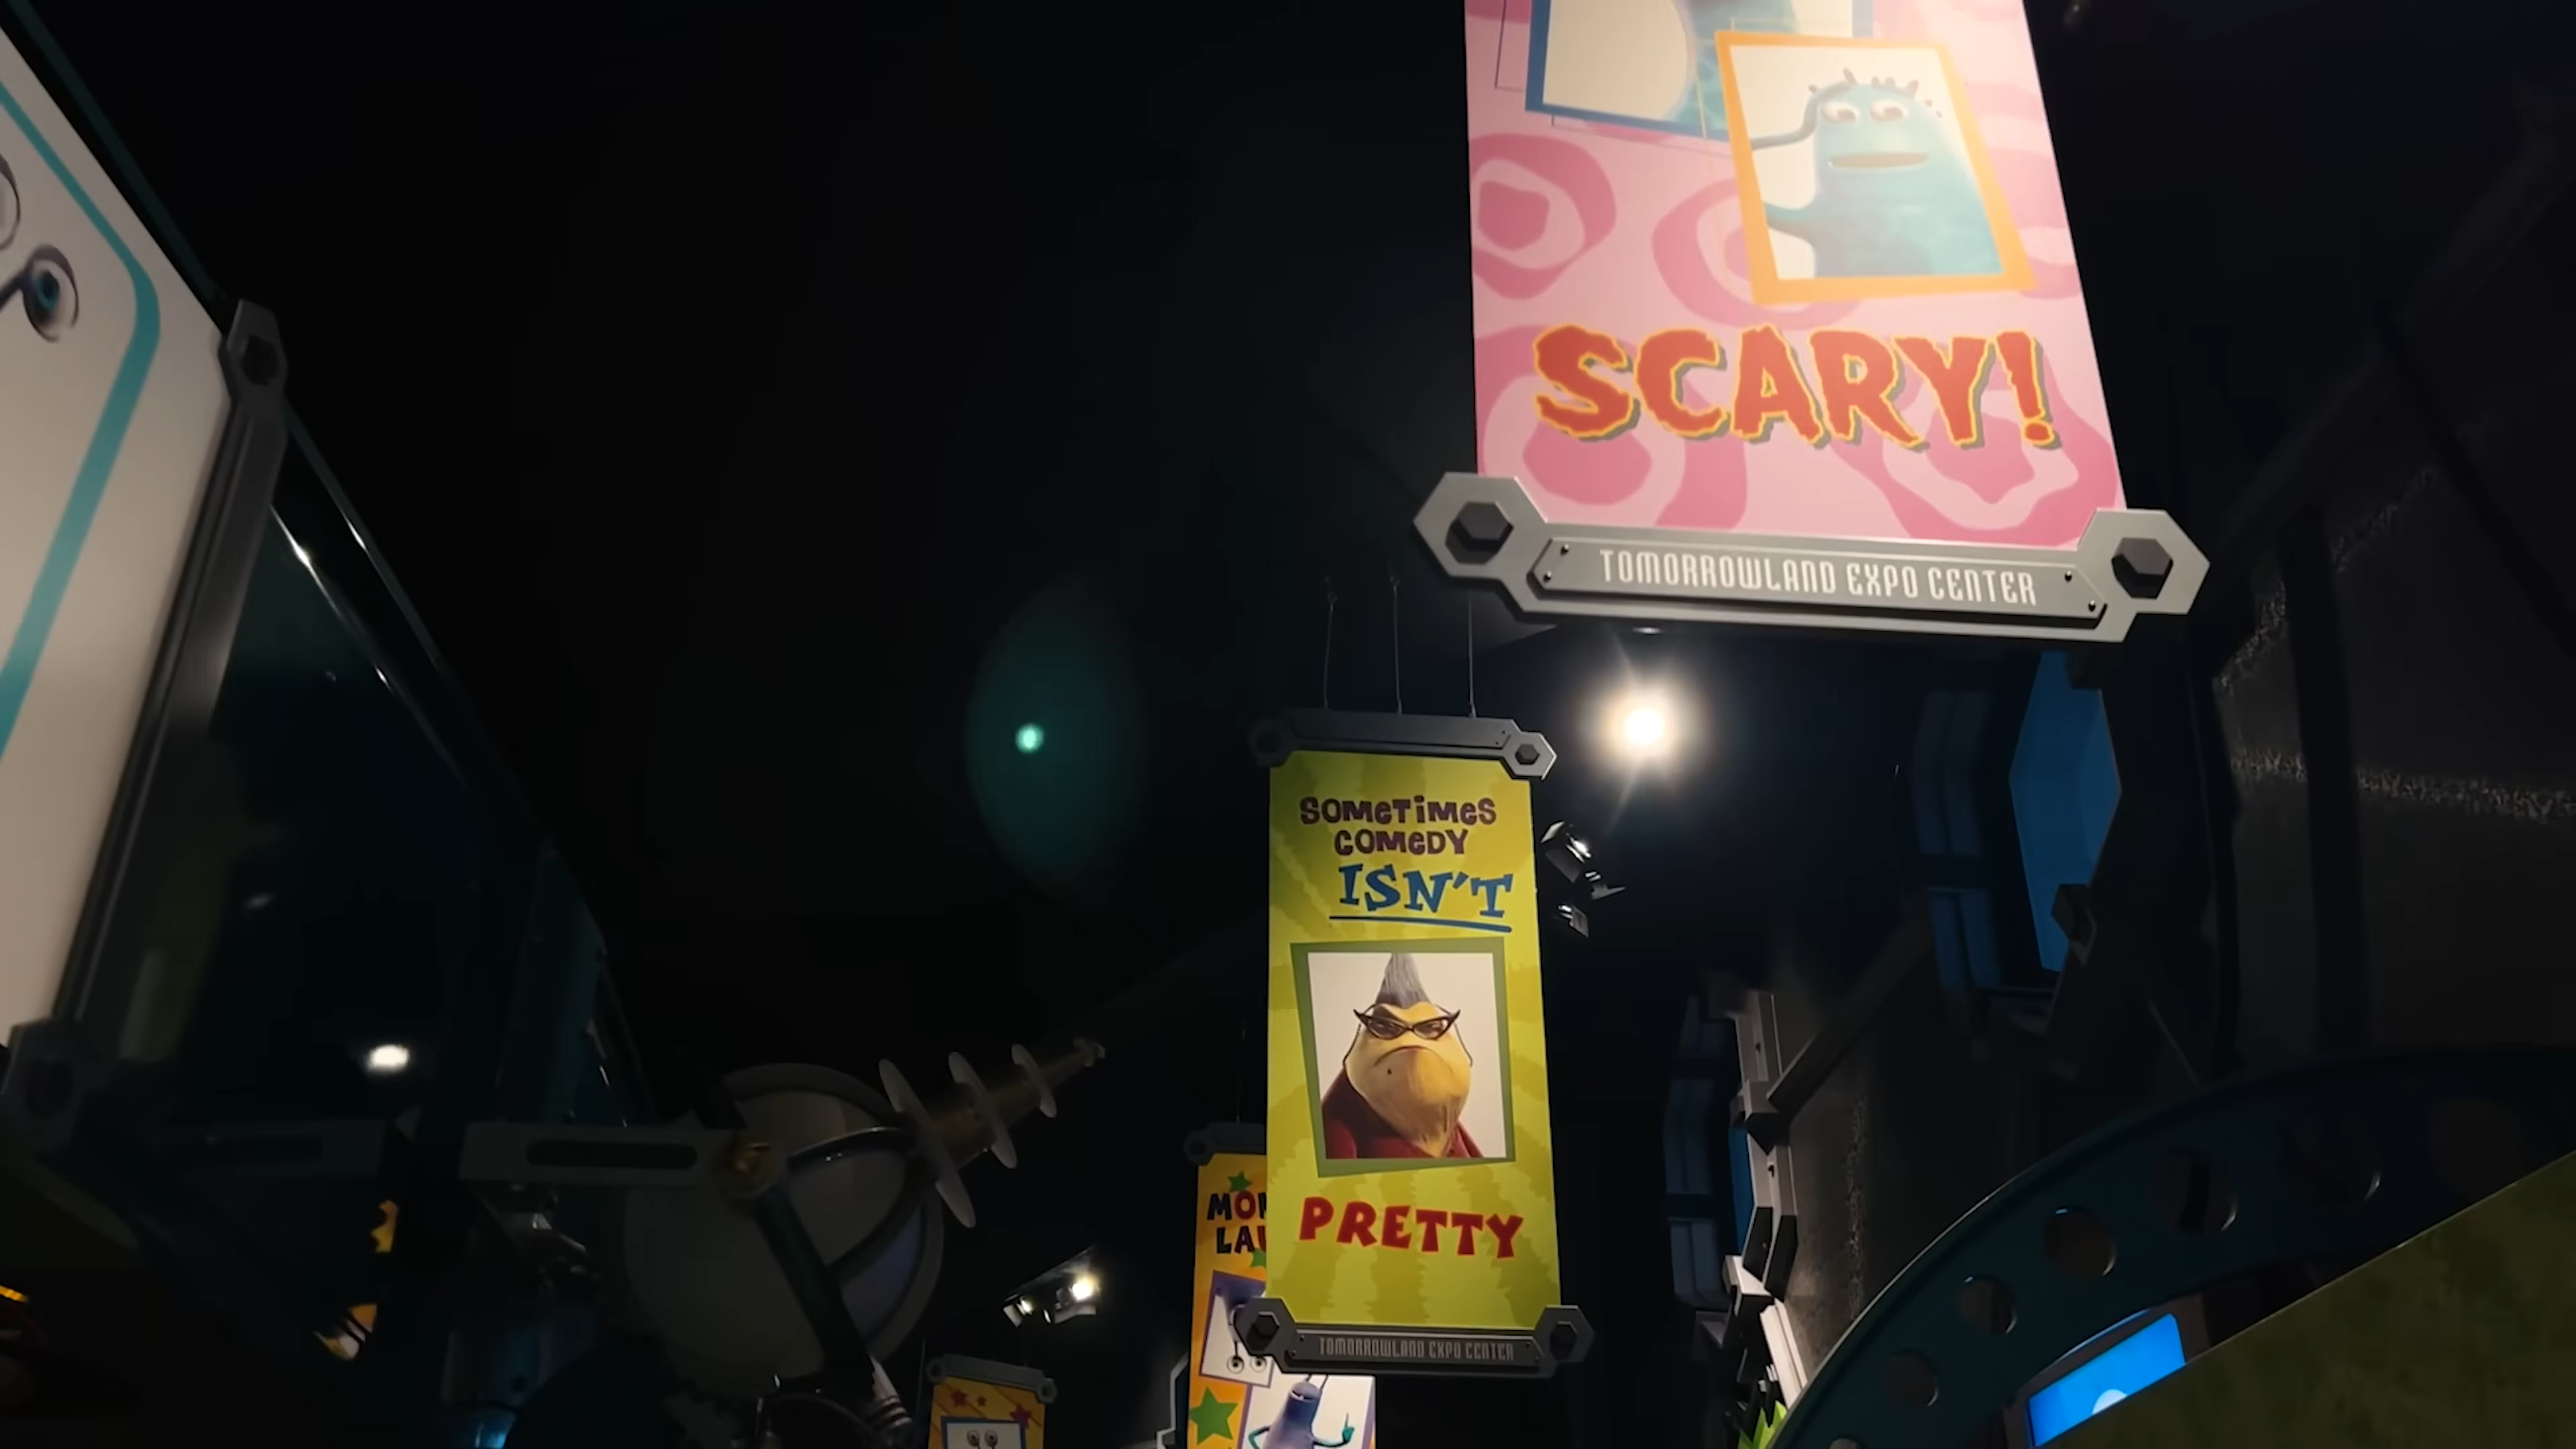 SCARY!
TOMORROWLAND EXPO CENTER
SOMETIMES
COMEDY
ISN'T
PRETTY
TOMORROWLAND EXPO CENTER